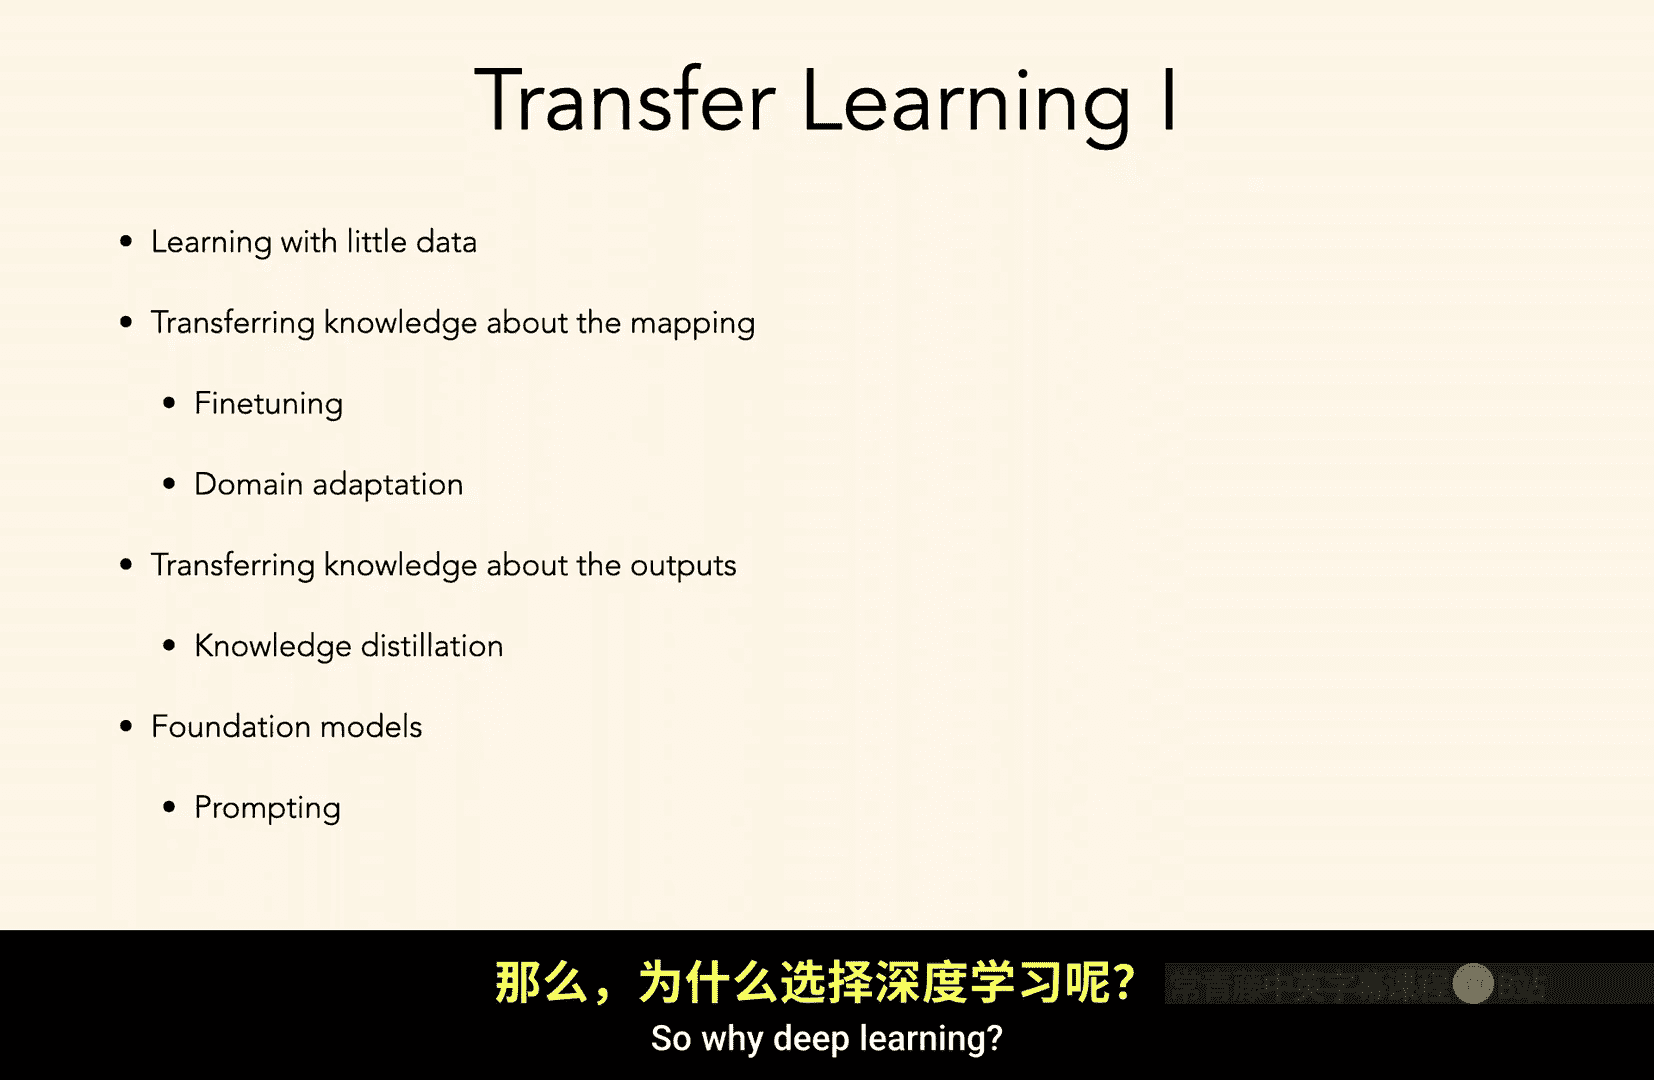 Transfer Learning I
• Learning with little data
• Transferring knowledge about the mapping
• Finetuning
• Domain adaptation
• Transferring knowledge about the outputs
• Knowledge distillation
• Foundation models
• Prompting
那么，为什么选择深度学习呢？
So why deep learning?